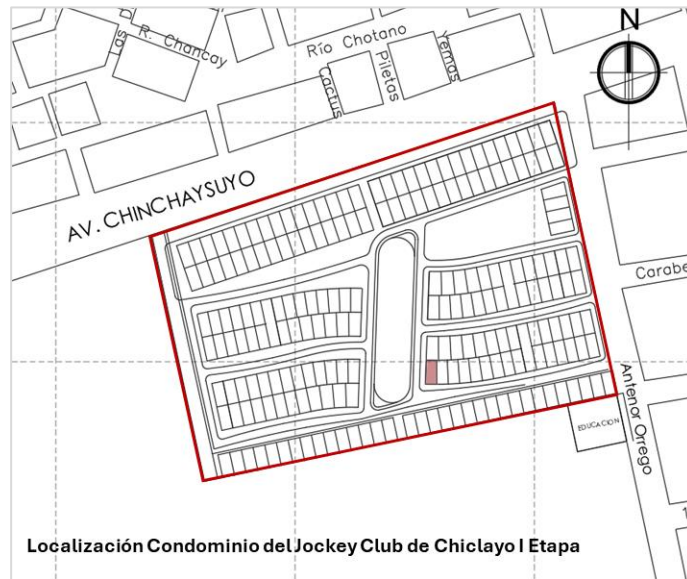 N
Las D
R. Chancay
Río Chotano
Cactus
Piletas
Yemas
AV. CHINCHAYSUYO
Carabe
Antenor Orrego
EDUCACION
1
Localización Condominio del Jockey Club de Chiclayo I Etapa